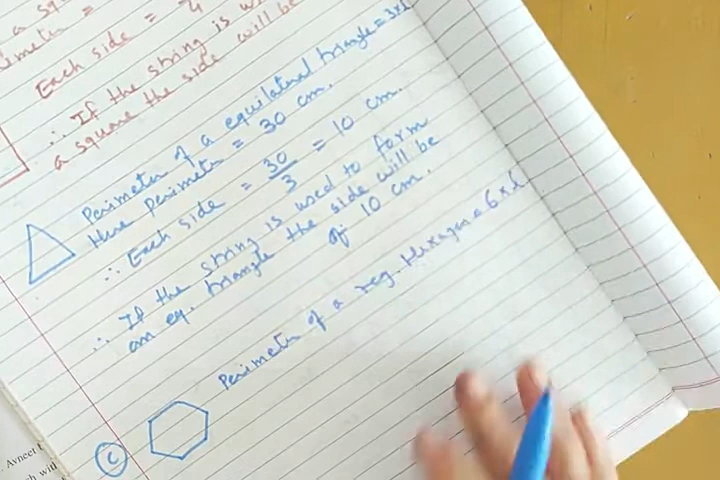 Each side =
∴ If the string is
a square the side will be
Perimeter of a equilateral triangle = 3×
Here perimeter = 30 cm.
∴ Each side = 30/3 = 10 cm.
∴ If the string is used to form
an eq. triangle the side will be
of 10 cm.
(c) Perimeter of a reg. Hexagon = 6 × L
Avneet